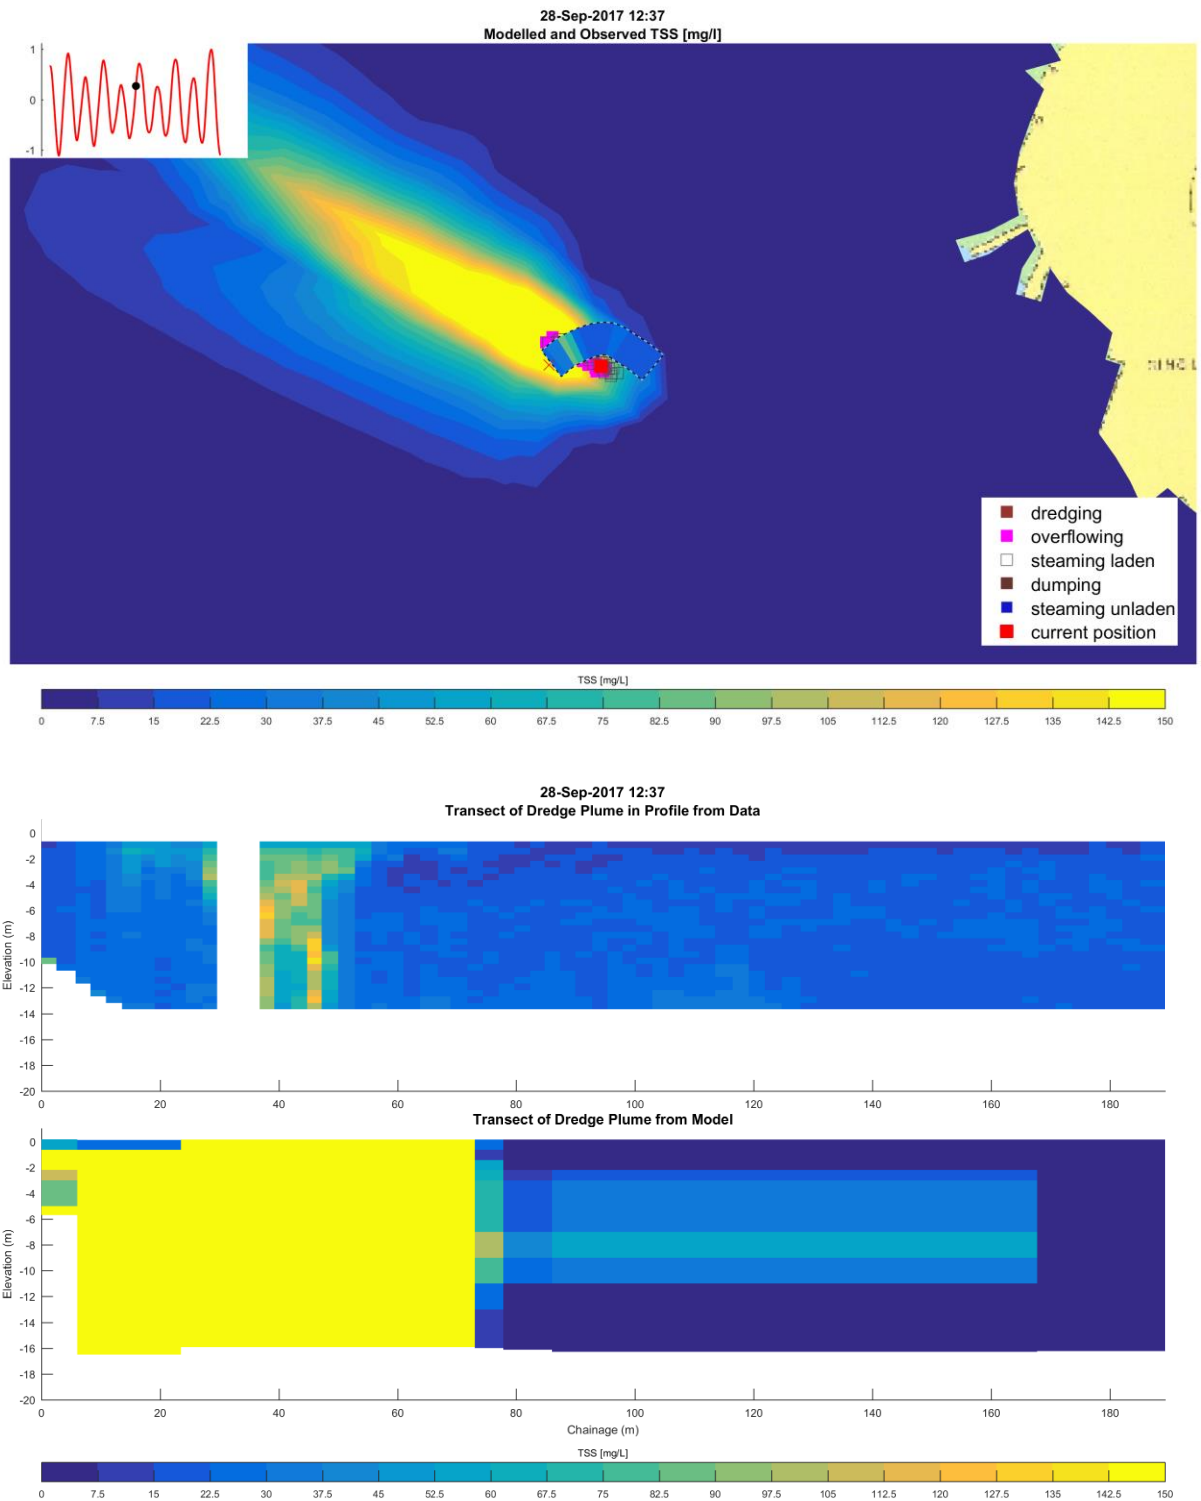 28-Sep-2017 12:37
Modelled and Observed TSS [mg/l]
1
0
-1
dredging
overflowing
steaming laden
dumping
steaming unladen
current position
TSS [mg/L]
0 7.5 15 22.5 30 37.5 45 52.5 60 67.5 75 82.5 90 97.5 105 112.5 120 127.5 135 142.5 150
28-Sep-2017 12:37
Transect of Dredge Plume in Profile from Data
Elevation (m)
0
-2
-4
-6
-8
-10
-12
-14
-16
-18
-20
0 20 40 60 80 100 120 140 160 180
Transect of Dredge Plume from Model
Elevation (m)
0
-2
-4
-6
-8
-10
-12
-14
-16
-18
-20
0 20 40 60 80 100 120 140 160 180
Chainage (m)
TSS [mg/L]
0 7.5 15 22.5 30 37.5 45 52.5 60 67.5 75 82.5 90 97.5 105 112.5 120 127.5 135 142.5 150